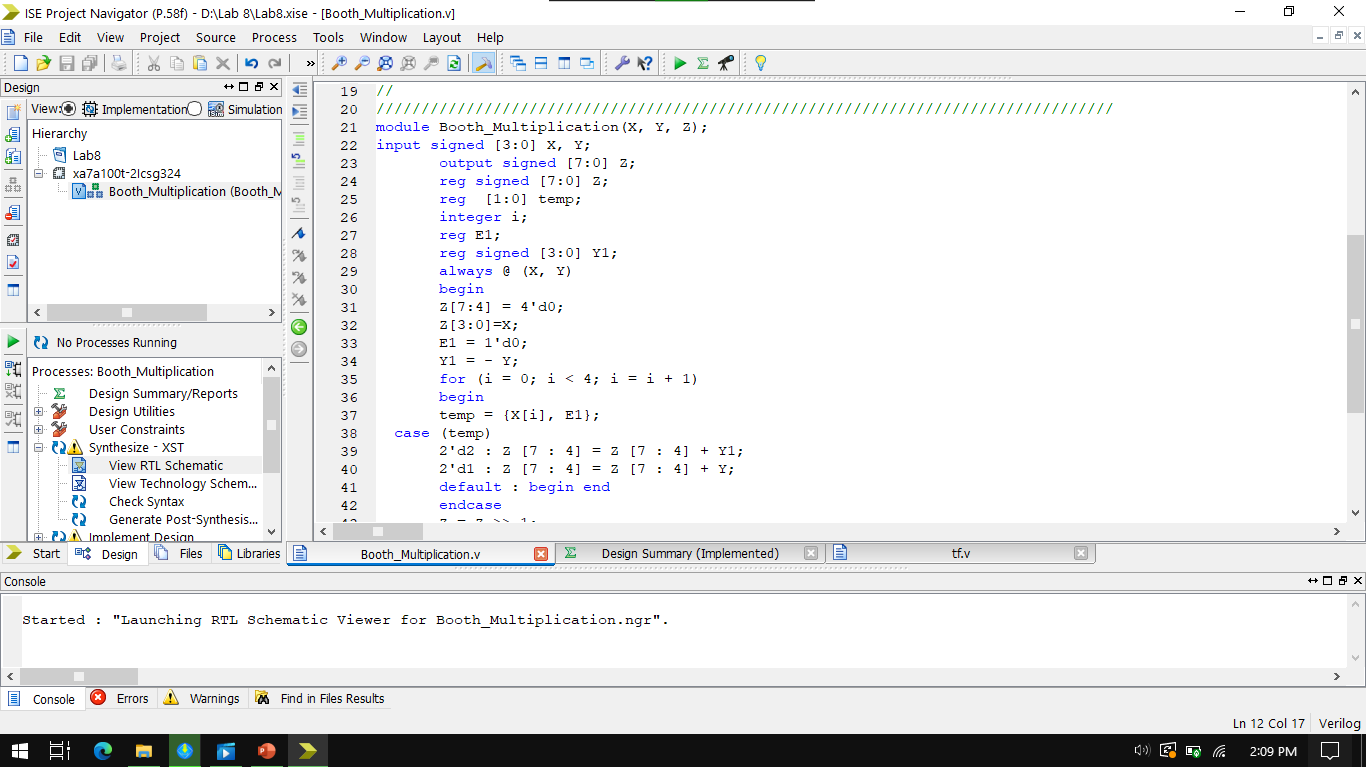 ISE Project Navigator (P.58f) - D:\Lab 8\Lab8.xise - [Booth_Multiplication.v]
File Edit View Project Source Process Tools Window Layout Help
Design
View: Implementation Simulation
Hierarchy
Lab8
xa7a100t-2Icsg324
Booth_Multiplication (Booth_M
No Processes Running
Processes: Booth_Multiplication
Design Summary/Reports
Design Utilities
User Constraints
Synthesize - XST
View RTL Schematic
View Technology Schem...
Check Syntax
Generate Post-Synthesis...
Implement Design
Start Design Files Libraries
19 //
20 //////////////////////////////////////////////////////////////////////////////////
21 module Booth_Multiplication(X, Y, Z);
22 input signed [3:0] X, Y;
23 output signed [7:0] Z;
24 reg signed [7:0] Z;
25 reg  [1:0] temp;
26 integer i;
27 reg E1;
28 reg signed [3:0] Y1;
29 always @ (X, Y)
30 begin
31 Z[7:4] = 4'd0;
32 Z[3:0]=X;
33 E1 = 1'd0;
34 Y1 = - Y;
35 for (i = 0; i < 4; i = i + 1)
36 begin
37 temp = {X[i], E1};
38 case (temp)
39 2'd2 : Z [7 : 4] = Z [7 : 4] + Y1;
40 2'd1 : Z [7 : 4] = Z [7 : 4] + Y;
41 default : begin end
42 endcase
43 Z = Z >> 1;
Booth_Multiplication.v Design Summary (Implemented) tf.v
Console
Started : "Launching RTL Schematic Viewer for Booth_Multiplication.ngr".
Console Errors Warnings Find in Files Results
Ln 12 Col 17 Verilog
2:09 PM